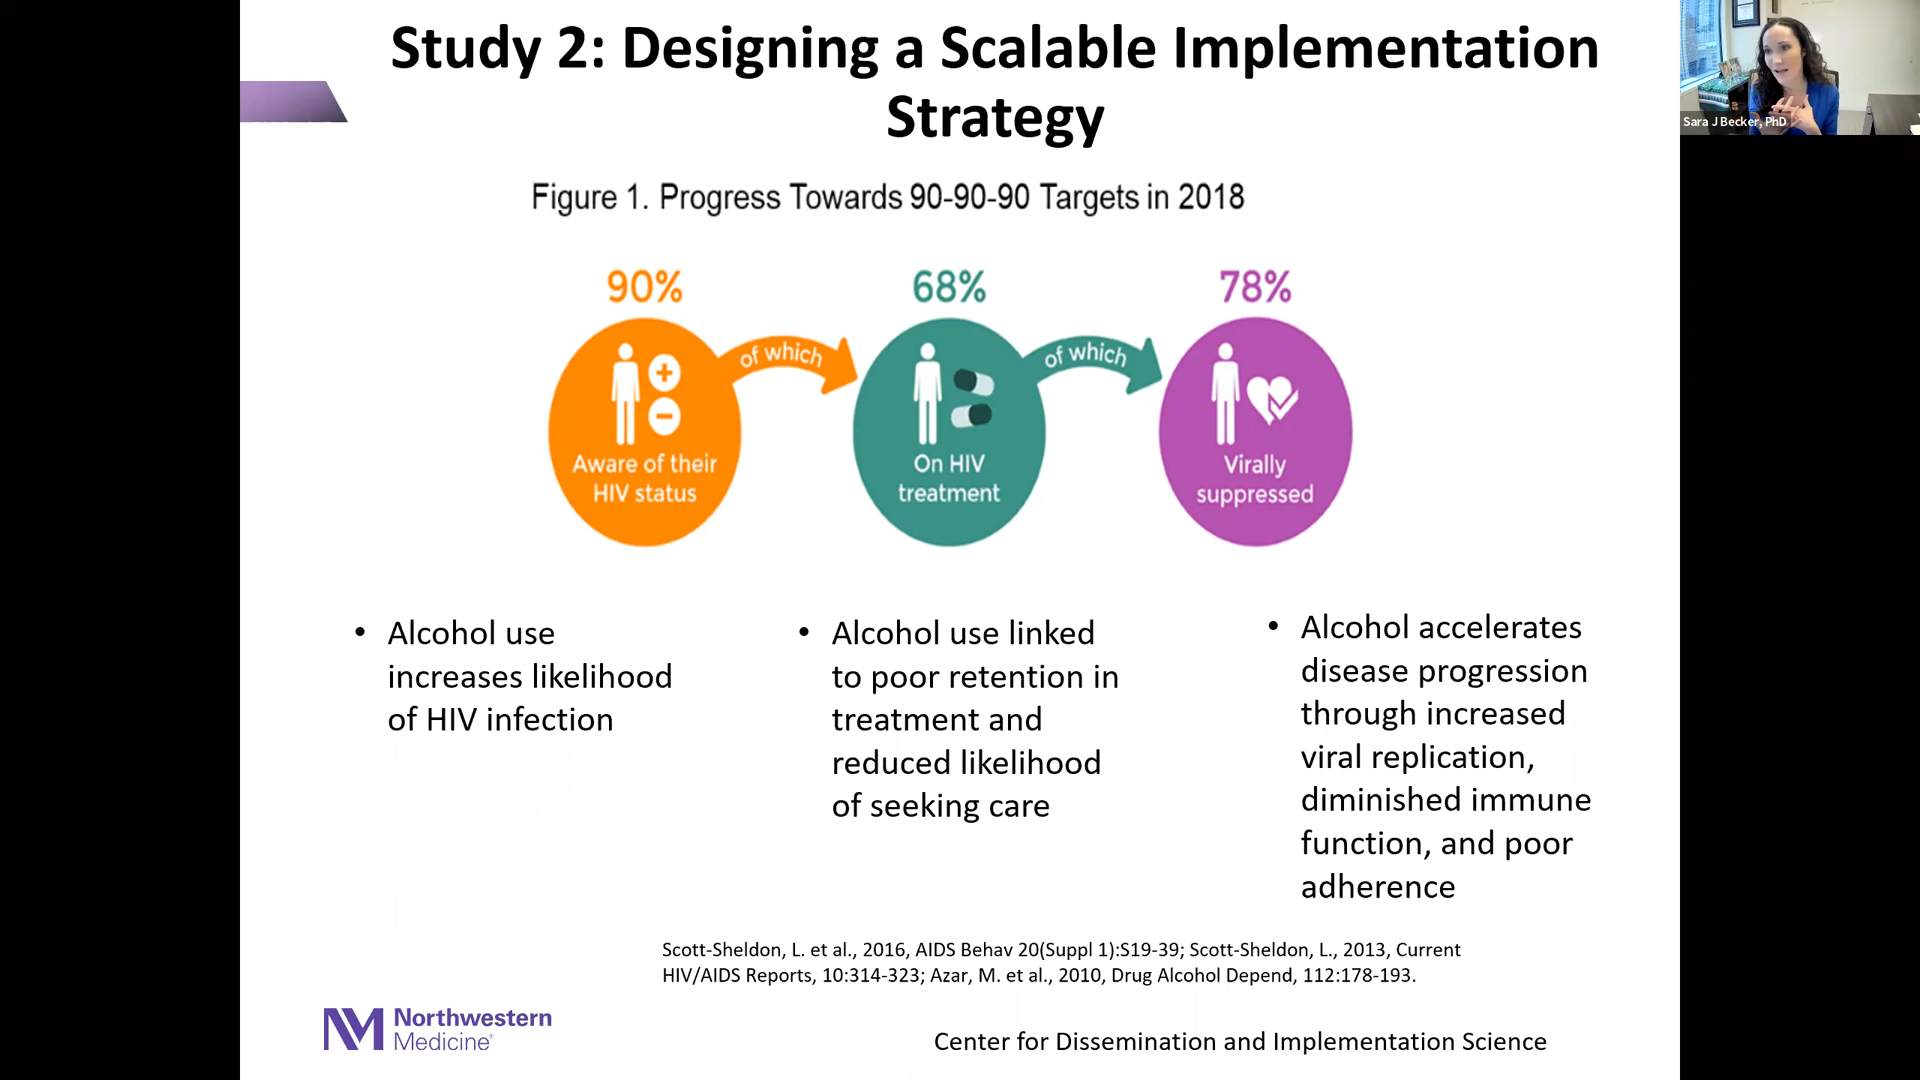 Study 2: Designing a Scalable Implementation
Strategy
Sara J Becker, PhD
Figure 1. Progress Towards 90-90-90 Targets in 2018
90%
68%
78%
of which
of which
Aware of their
HIV status
On HIV
treatment
Virally
suppressed
• Alcohol use
increases likelihood
of HIV infection
• Alcohol use linked
to poor retention in
treatment and
reduced likelihood
of seeking care
• Alcohol accelerates
disease progression
through increased
viral replication,
diminished immune
function, and poor
adherence
Scott-Sheldon, L. et al., 2016, AIDS Behav 20(Suppl 1):S19-39; Scott-Sheldon, L., 2013, Current
HIV/AIDS Reports, 10:314-323; Azar, M. et al., 2010, Drug Alcohol Depend, 112:178-193.
NM Northwestern
Medicine®
Center for Dissemination and Implementation Science